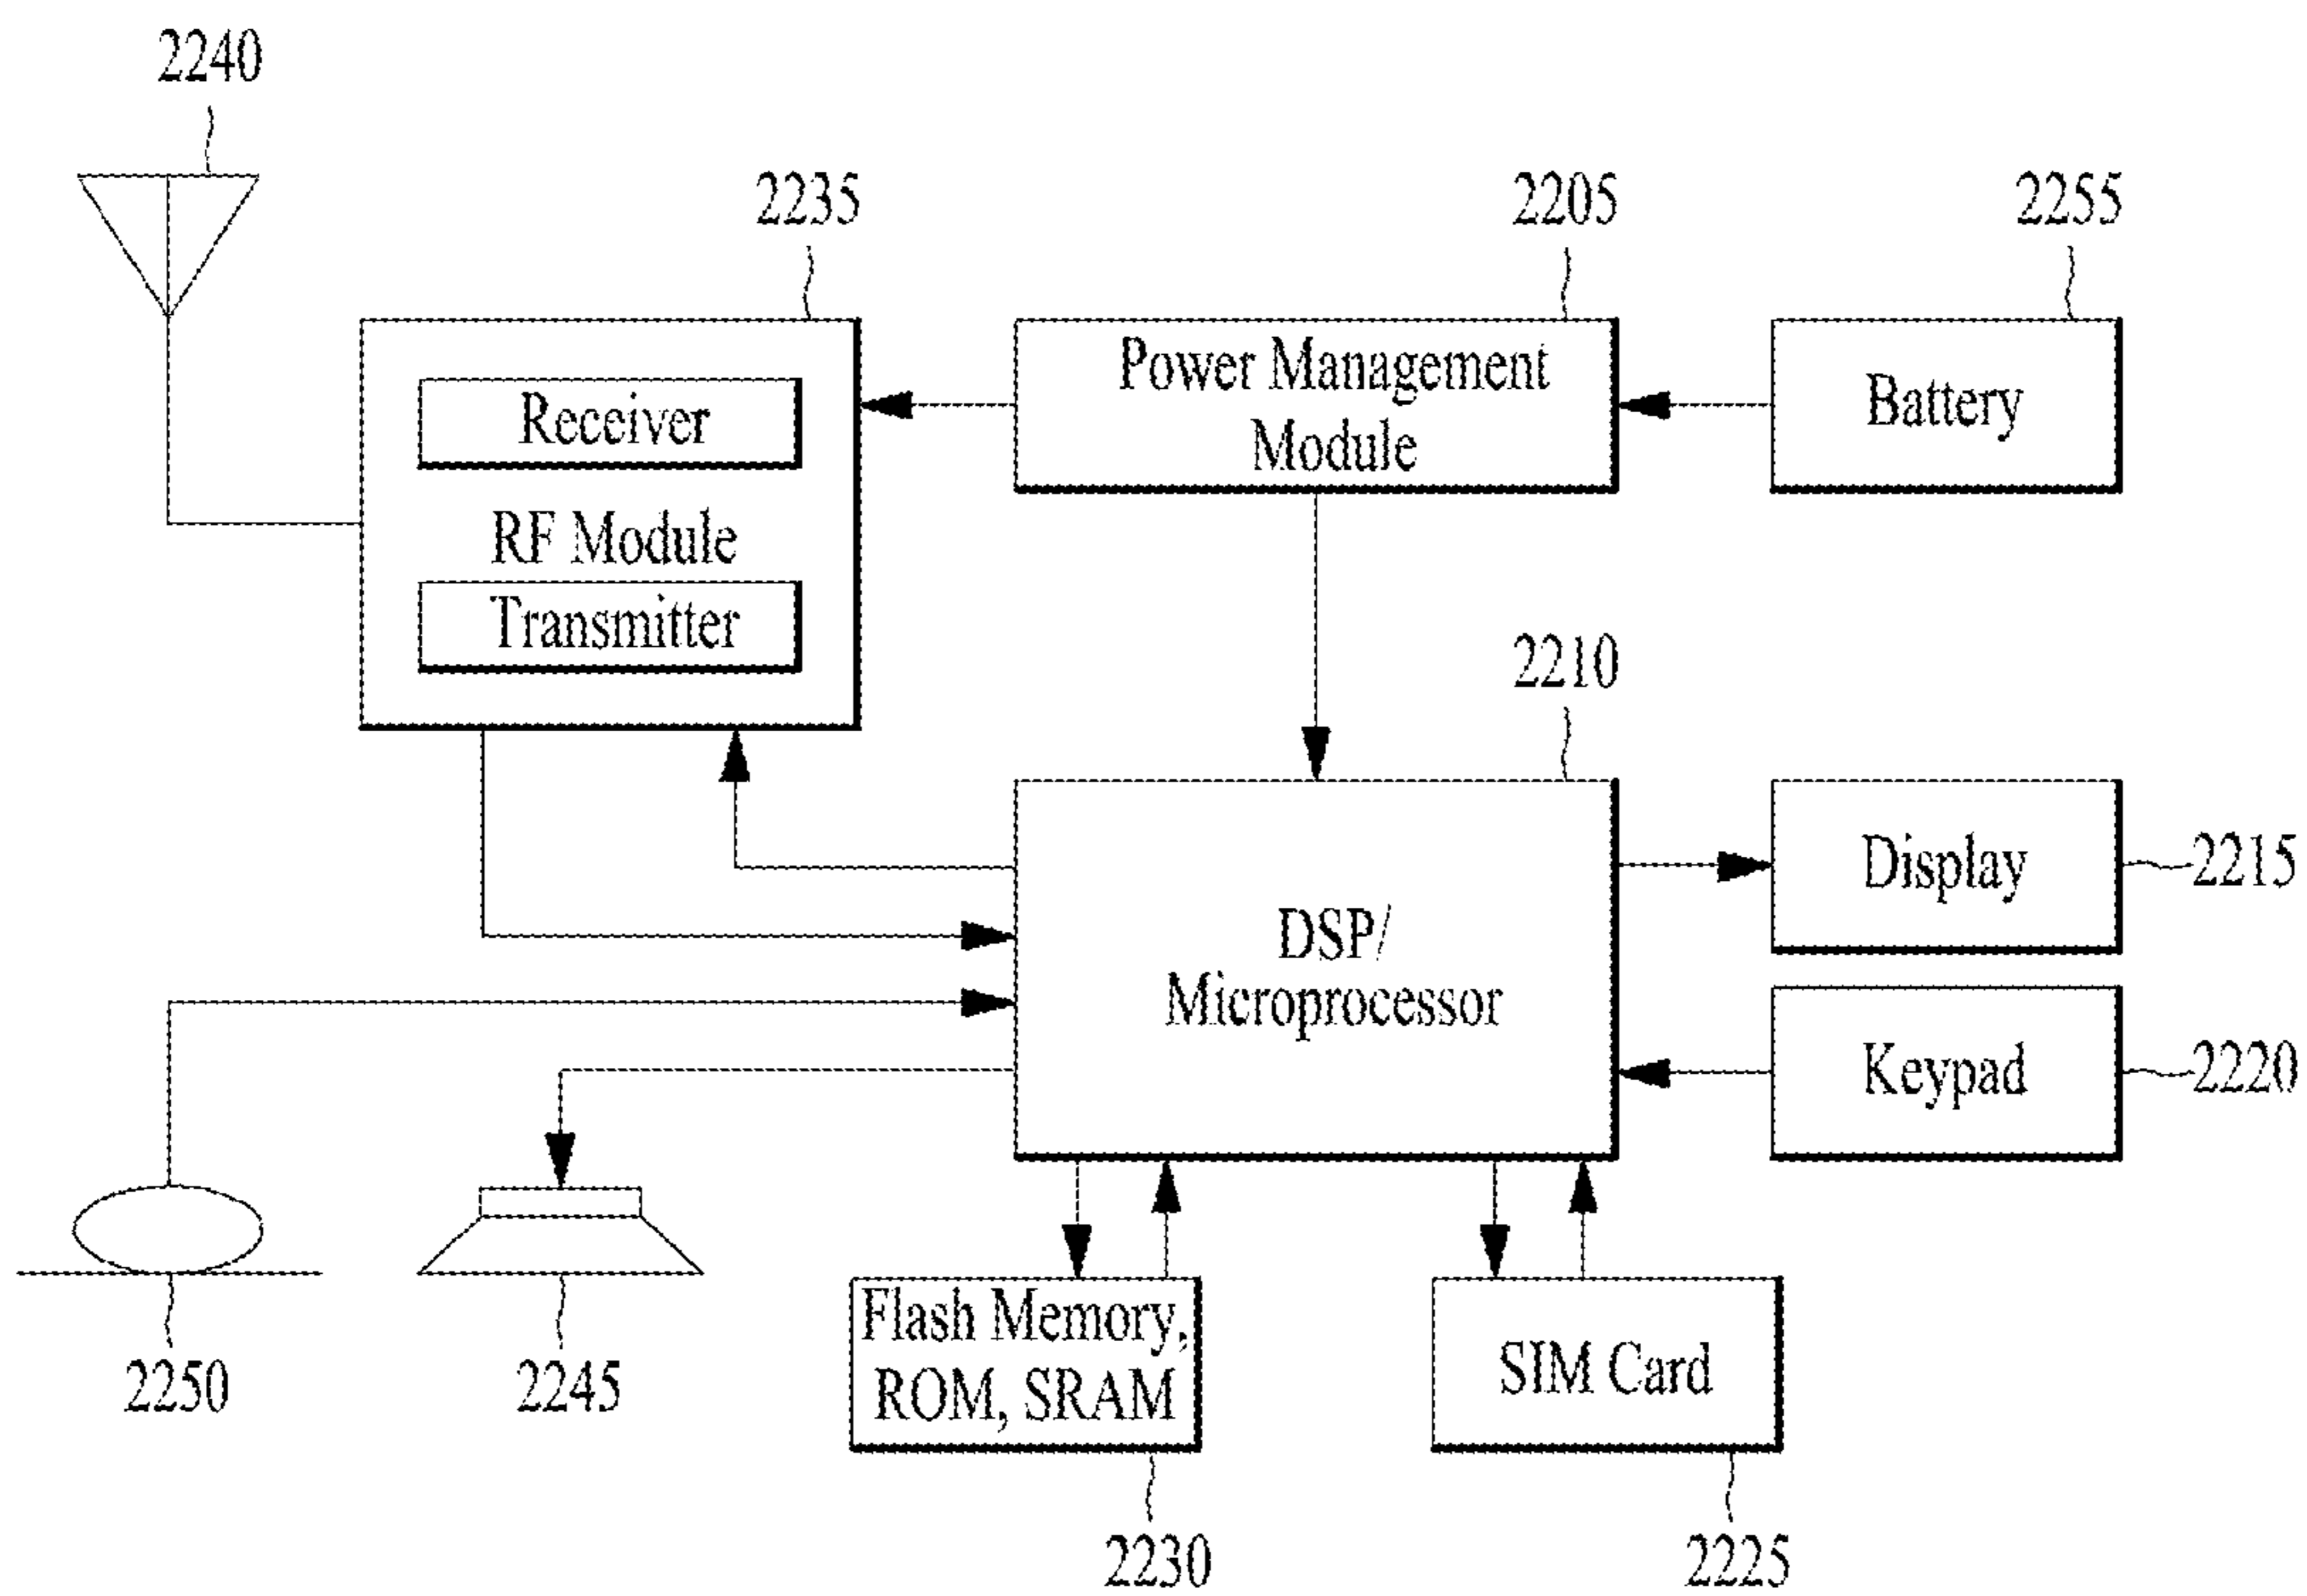 2240
2235
2205
2255
Receiver
RF Module
Transmitter
Power Management
Module
Battery
2210
DSP/
Microprocessor
Display
2215
Keypad
2220
2250
2245
Flash Memory,
ROM, SRAM
SIM Card
2230
2225